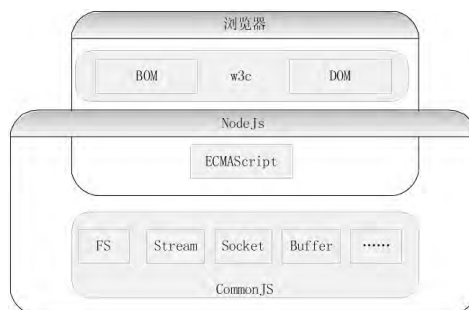 浏览器
BOM w3c DOM
NodeJs
ECMAScript
FS Stream Socket Buffer ……
CommonJS